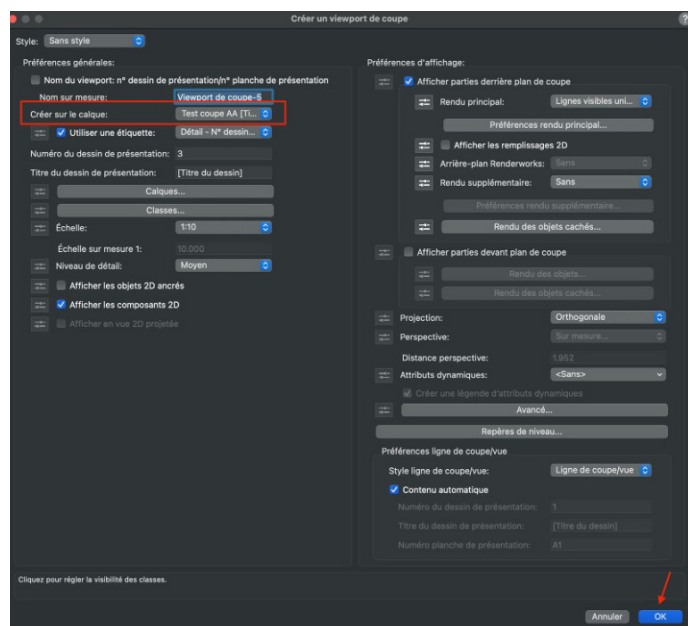 Créer un viewport de coupe
?
Style: Sans style
Préférences générales:
Nom du viewport: n° dessin de présentation/n° planche de présentation
Nom sur mesure: Viewport de coupe-5
Créer sur le calque: Test coupe AA [Ti...
Utiliser une étiquette: Détail - N° dessin...
Numéro du dessin de présentation: 3
Titre du dessin de présentation: [Titre du dessin]
Calques...
Classes...
Échelle: 1:10
Échelle sur mesure 1: 10.000
Niveau de détail: Moyen
Afficher les objets 2D ancrés
Afficher les composants 2D
Afficher en vue 2D projetée
Préférences d'affichage:
Afficher parties derrière plan de coupe
Rendu principal: Lignes visibles uni...
Préférences rendu principal...
Afficher les remplissages 2D
Arrière-plan Renderworks: Sans
Rendu supplémentaire: Sans
Préférences rendu supplémentaire...
Rendu des objets cachés...
Afficher parties devant plan de coupe
Rendu des objets...
Rendu des objets cachés...
Projection: Orthogonale
Perspective: Sur mesure...
Distance perspective: 1.952
Attributs dynamiques: <Sans>
Créer une légende d'attributs dynamiques
Avancé...
Repères de niveau...
Préférences ligne de coupe/vue
Style ligne de coupe/vue: Ligne de coupe/vue
Contenu automatique
Numéro du dessin de présentation: 1
Titre du dessin de présentation: [Titre du dessin]
Numéro planche de présentation: A1
Cliquez pour régler la visibilité des classes.
Annuler
OK